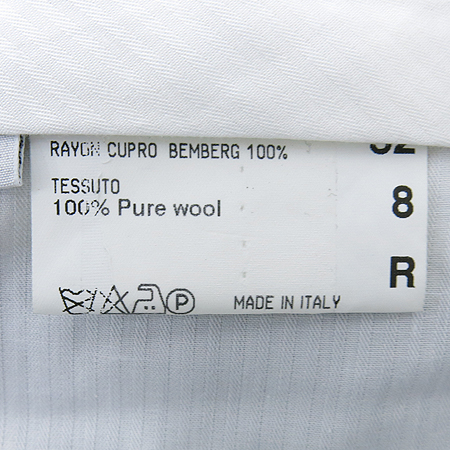 RAYON CUPRO BEMBERG 100%
TESSUTO
100% Pure wool
8
R
P
MADE IN ITALY